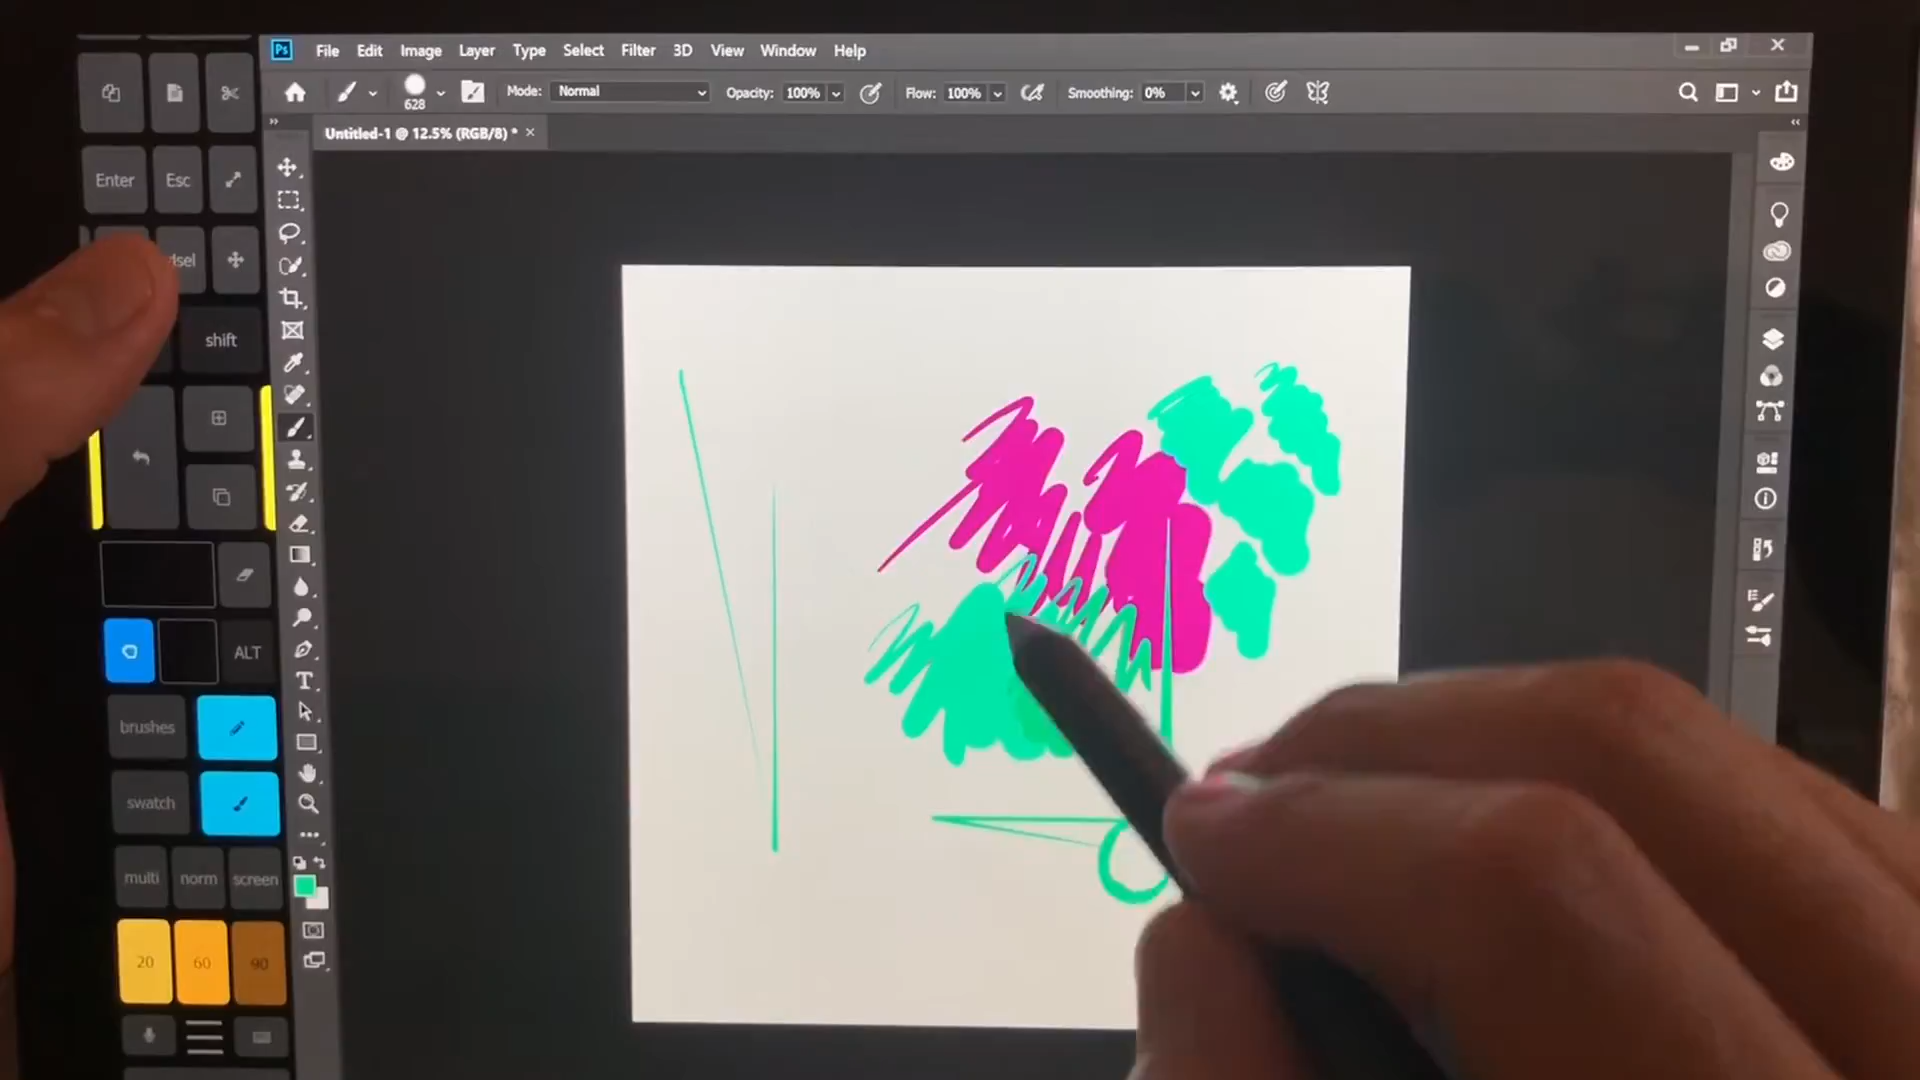 Ps File Edit Image Layer Type Select Filter 3D View Window Help
628 Mode: Normal Opacity: 100% Flow: 100% Smoothing: 0%
Untitled-1 @ 12.5% (RGB/8) *
Enter Esc
shift
ALT
brushes
swatch
multi norm screen
20 60 90
T